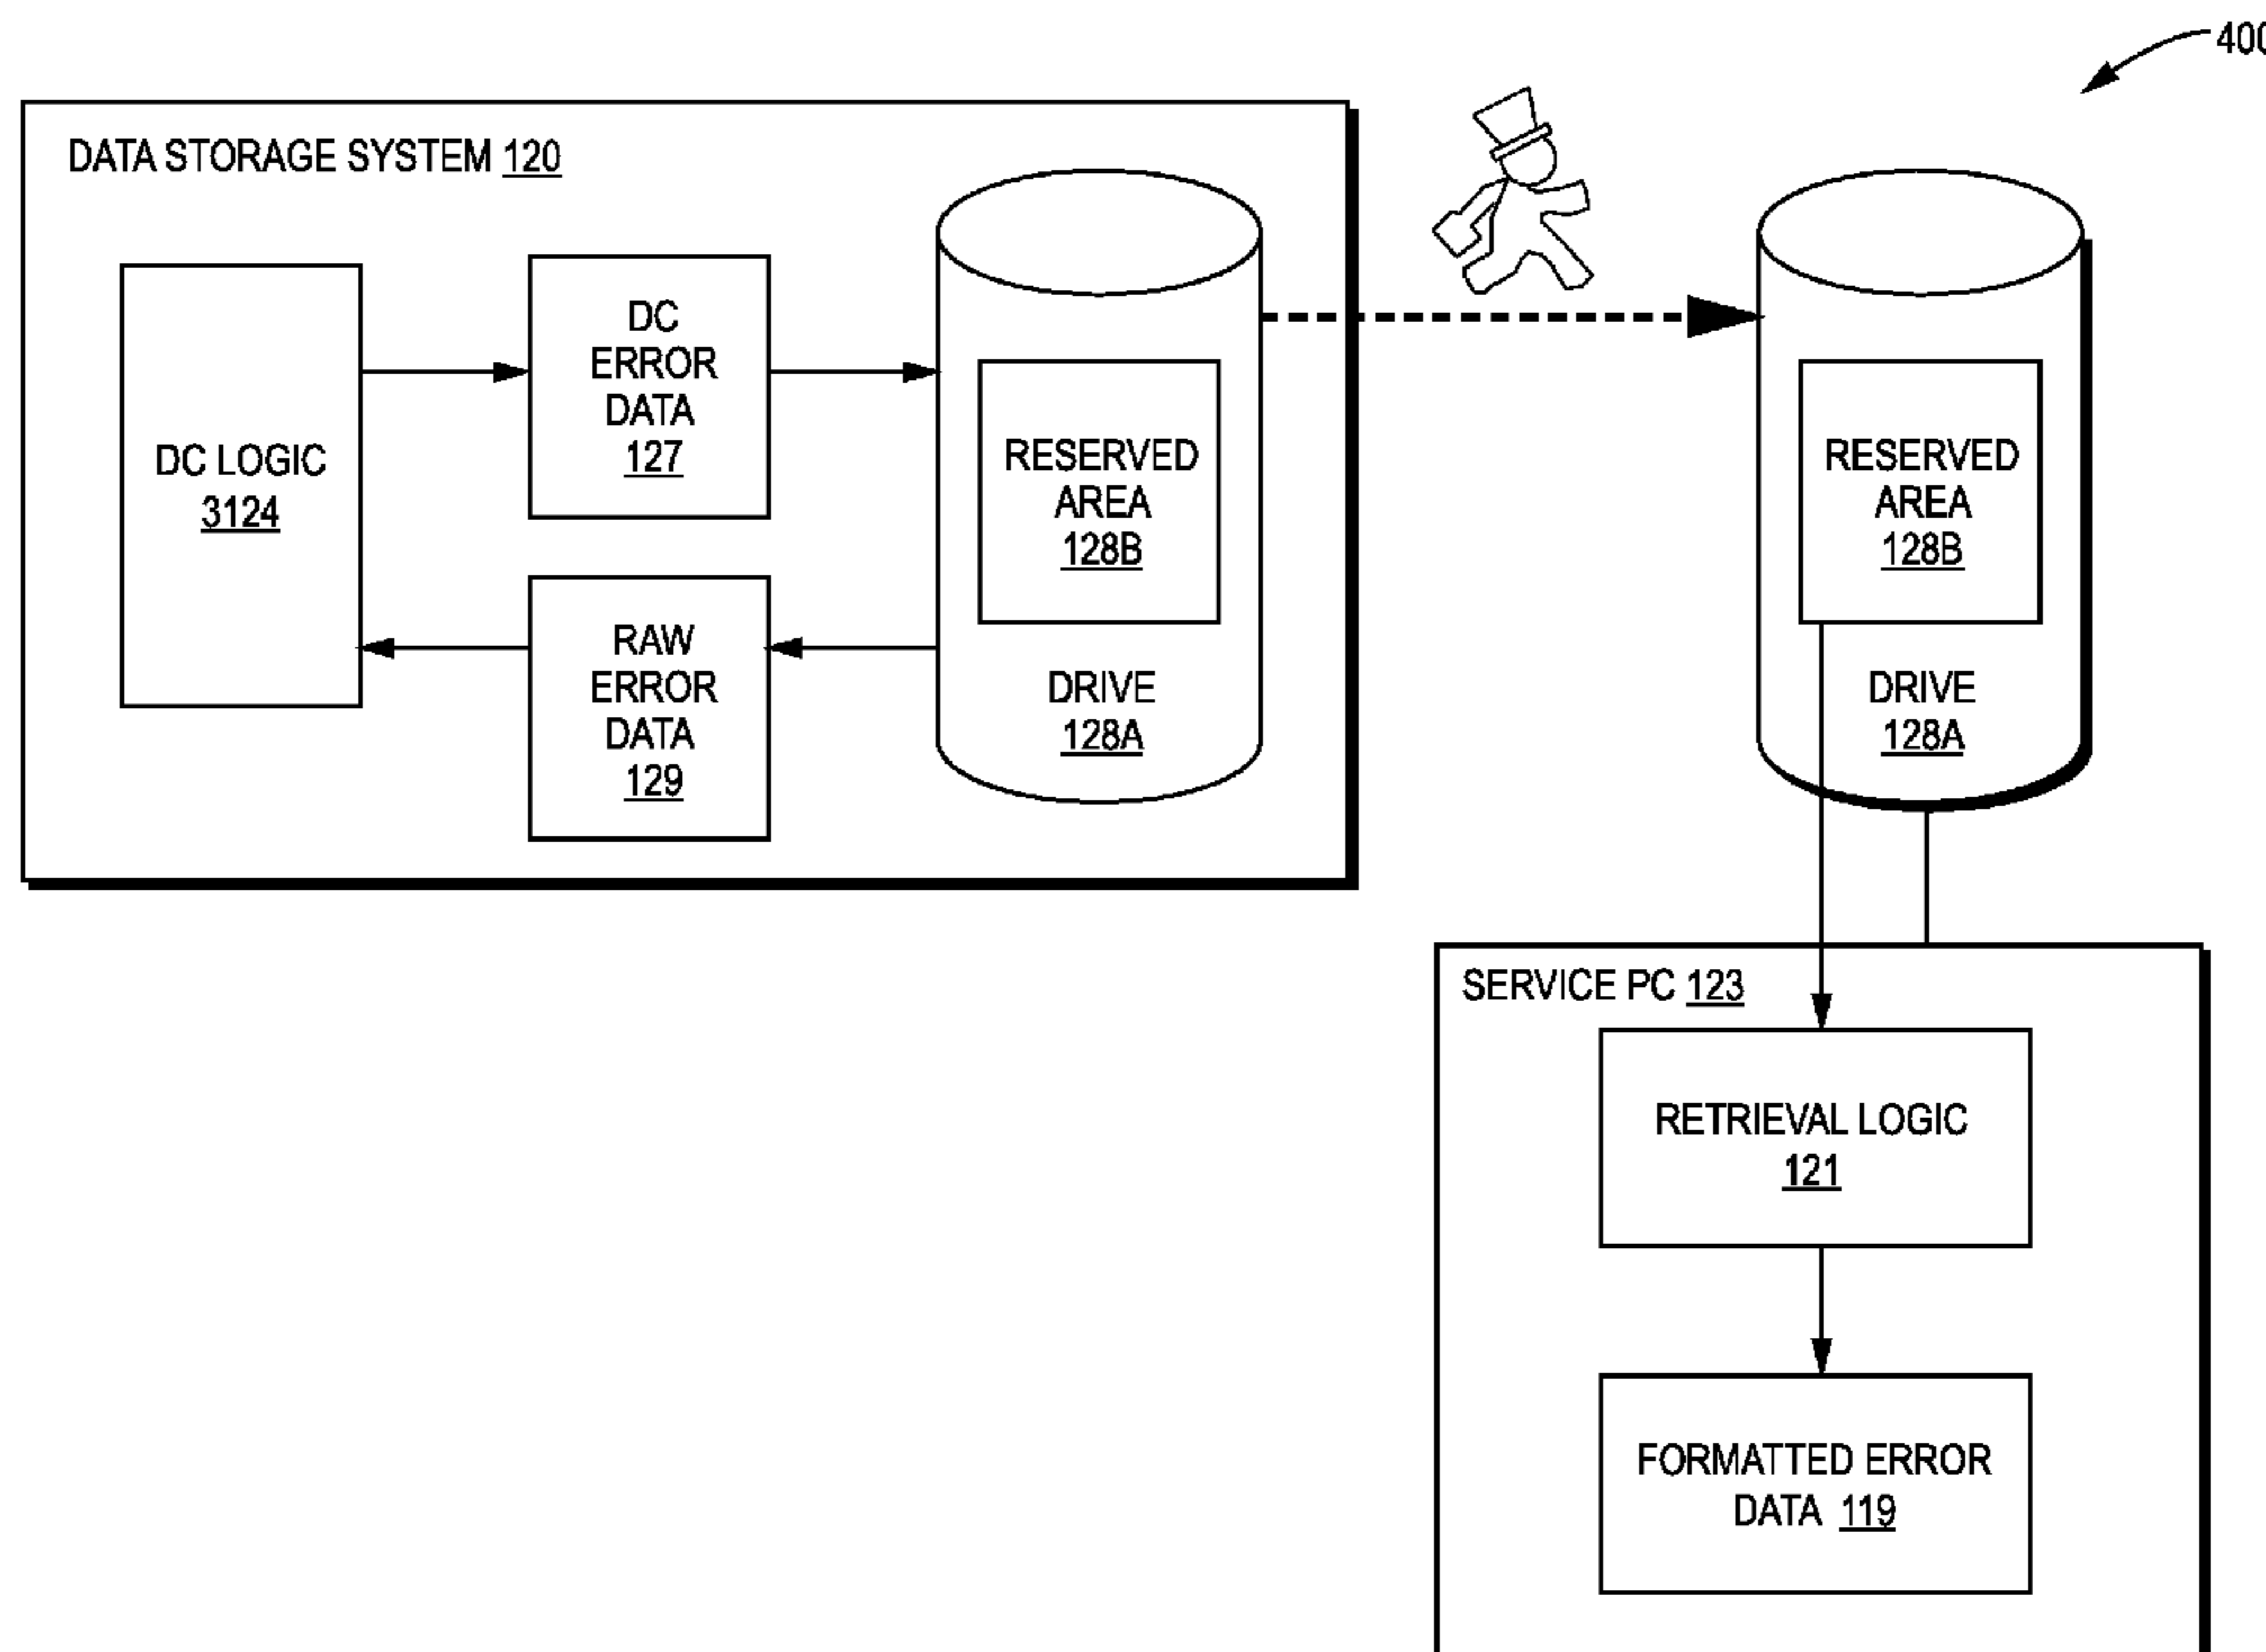 400
DATA STORAGE SYSTEM 120
DC LOGIC
3124
DC
ERROR
DATA
127
RAW
ERROR
DATA
129
RESERVED
AREA
128B
DRIVE
128A
RESERVED
AREA
128B
DRIVE
128A
SERVICE PC 123
RETRIEVAL LOGIC
121
FORMATTED ERROR
DATA 119